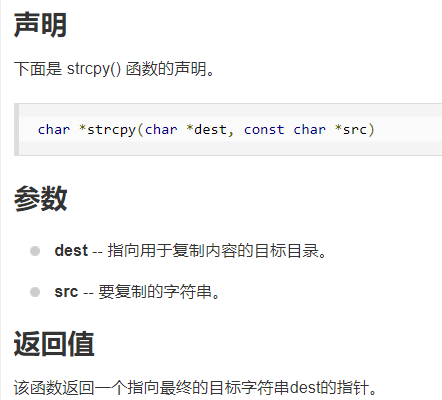 声明
下面是 strcpy() 函数的声明。
char *strcpy(char *dest, const char *src)
参数
dest -- 指向用于复制内容的目标目录。
src -- 要复制的字符串。
返回值
该函数返回一个指向最终的目标字符串dest的指针。